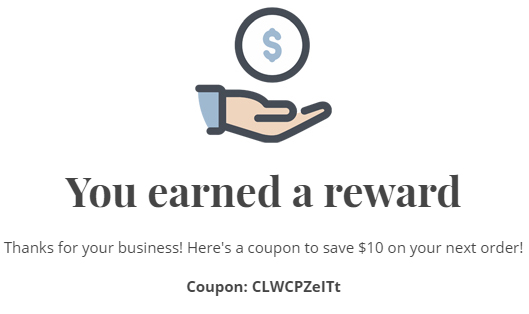 $
You earned a reward
Thanks for your business! Here's a coupon to save $10 on your next order!
Coupon: CLWCPZeITt